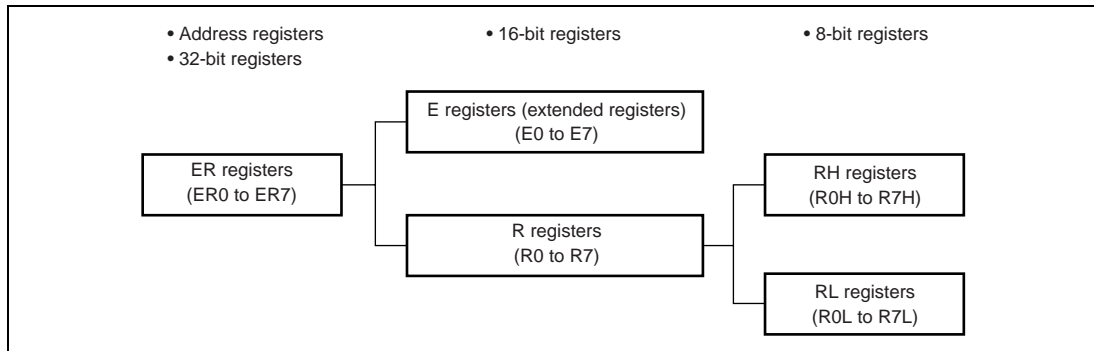 • Address registers
• 32-bit registers
• 16-bit registers
• 8-bit registers
E registers (extended registers)
(E0 to E7)
ER registers
(ER0 to ER7)
RH registers
(R0H to R7H)
R registers
(R0 to R7)
RL registers
(R0L to R7L)